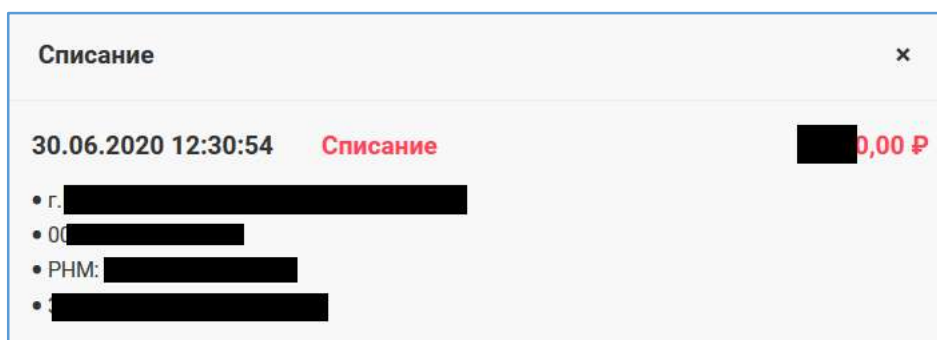 Списание ×
30.06.2020 12:30:54 Списание 0,00 ₽
• г.
• 00
• РНМ:
•